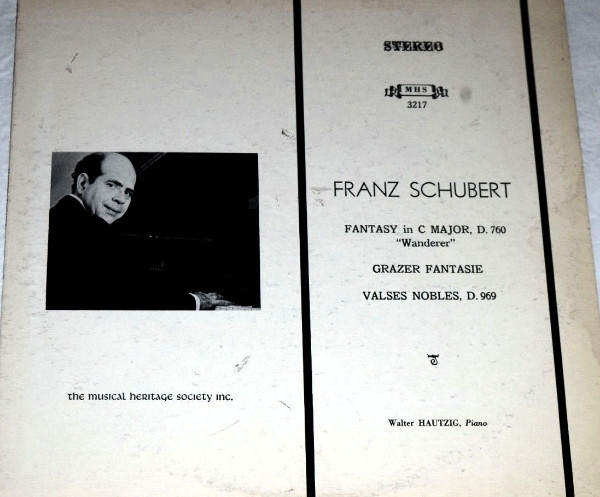 STEREO
MHS
3217
FRANZ SCHUBERT
FANTASY in C MAJOR, D. 760
"Wanderer"
GRAZER FANTASIE
VALSES NOBLES, D. 969
the musical heritage society inc.
Walter HAUTZIG, Piano